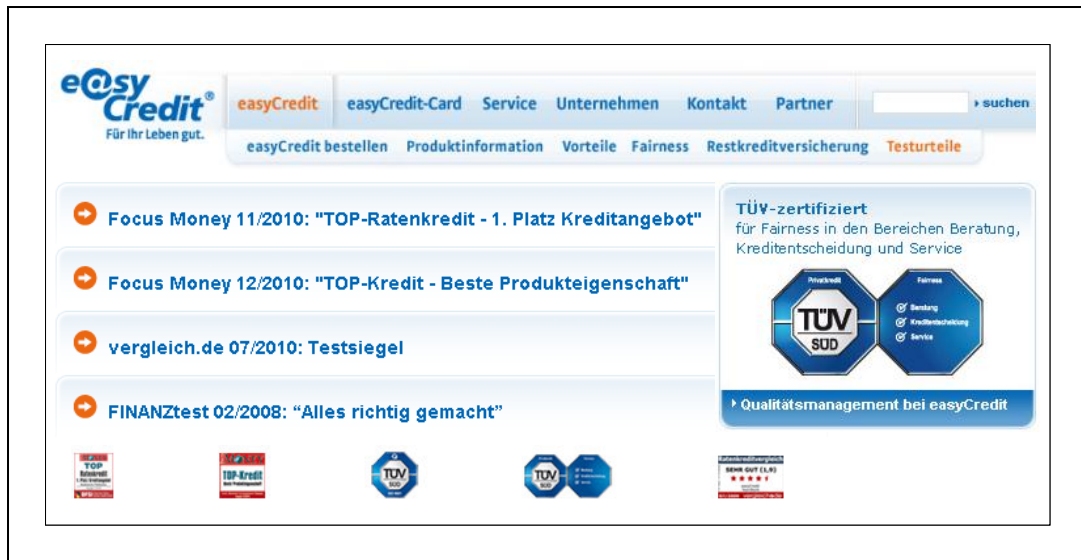 e@sy
Credit®
Für Ihr Leben gut.
easyCredit easyCredit-Card Service Unternehmen Kontakt Partner suchen
easyCredit bestellen Produktinformation Vorteile Fairness Restkreditversicherung Testurteile
Focus Money 11/2010: "TOP-Ratenkredit - 1. Platz Kreditangebot"
Focus Money 12/2010: "TOP-Kredit - Beste Produkteigenschaft"
vergleich.de 07/2010: Testsiegel
FINANZtest 02/2008: “Alles richtig gemacht”
TÜV-zertifiziert
für Fairness in den Bereichen Beratung,
Kreditentscheidung und Service
Privatkredit
TÜV
SÜD
Fairness
Beratung
Kreditentscheidung
Service
Qualitätsmanagement bei easyCredit
TOP
Ratenkredit
TOP-Kredit
TÜV
SÜD
TÜV
SÜD
Ratenkreditvergleich
SEHR GUT (1,9)